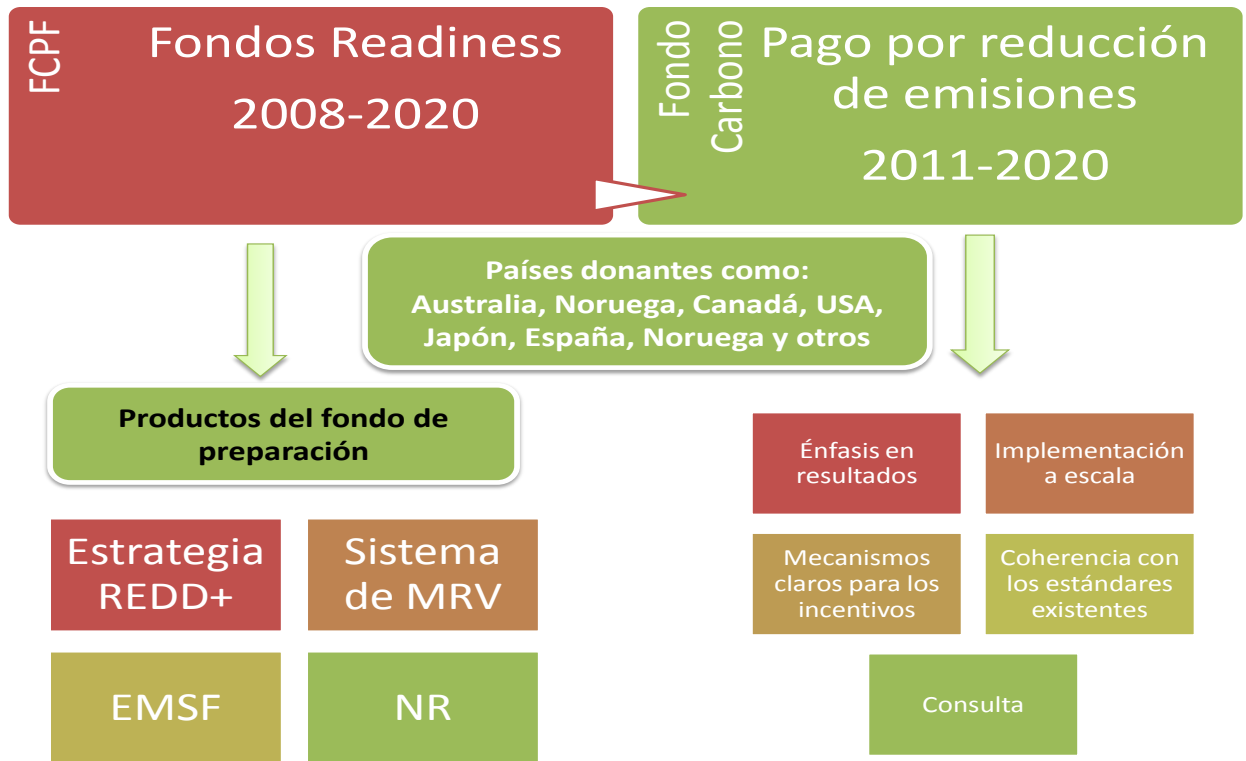 FCPF
Fondos Readiness
2008-2020
Fondo
Carbono
Pago por reducción
de emisiones
2011-2020
Países donantes como:
Australia, Noruega, Canadá, USA,
Japón, España, Noruega y otros
Productos del fondo de
preparación
Estrategia
REDD+
Sistema
de MRV
EMSF
NR
Énfasis en
resultados
Implementación
a escala
Mecanismos
claros para los
incentivos
Coherencia con
los estándares
existentes
Consulta